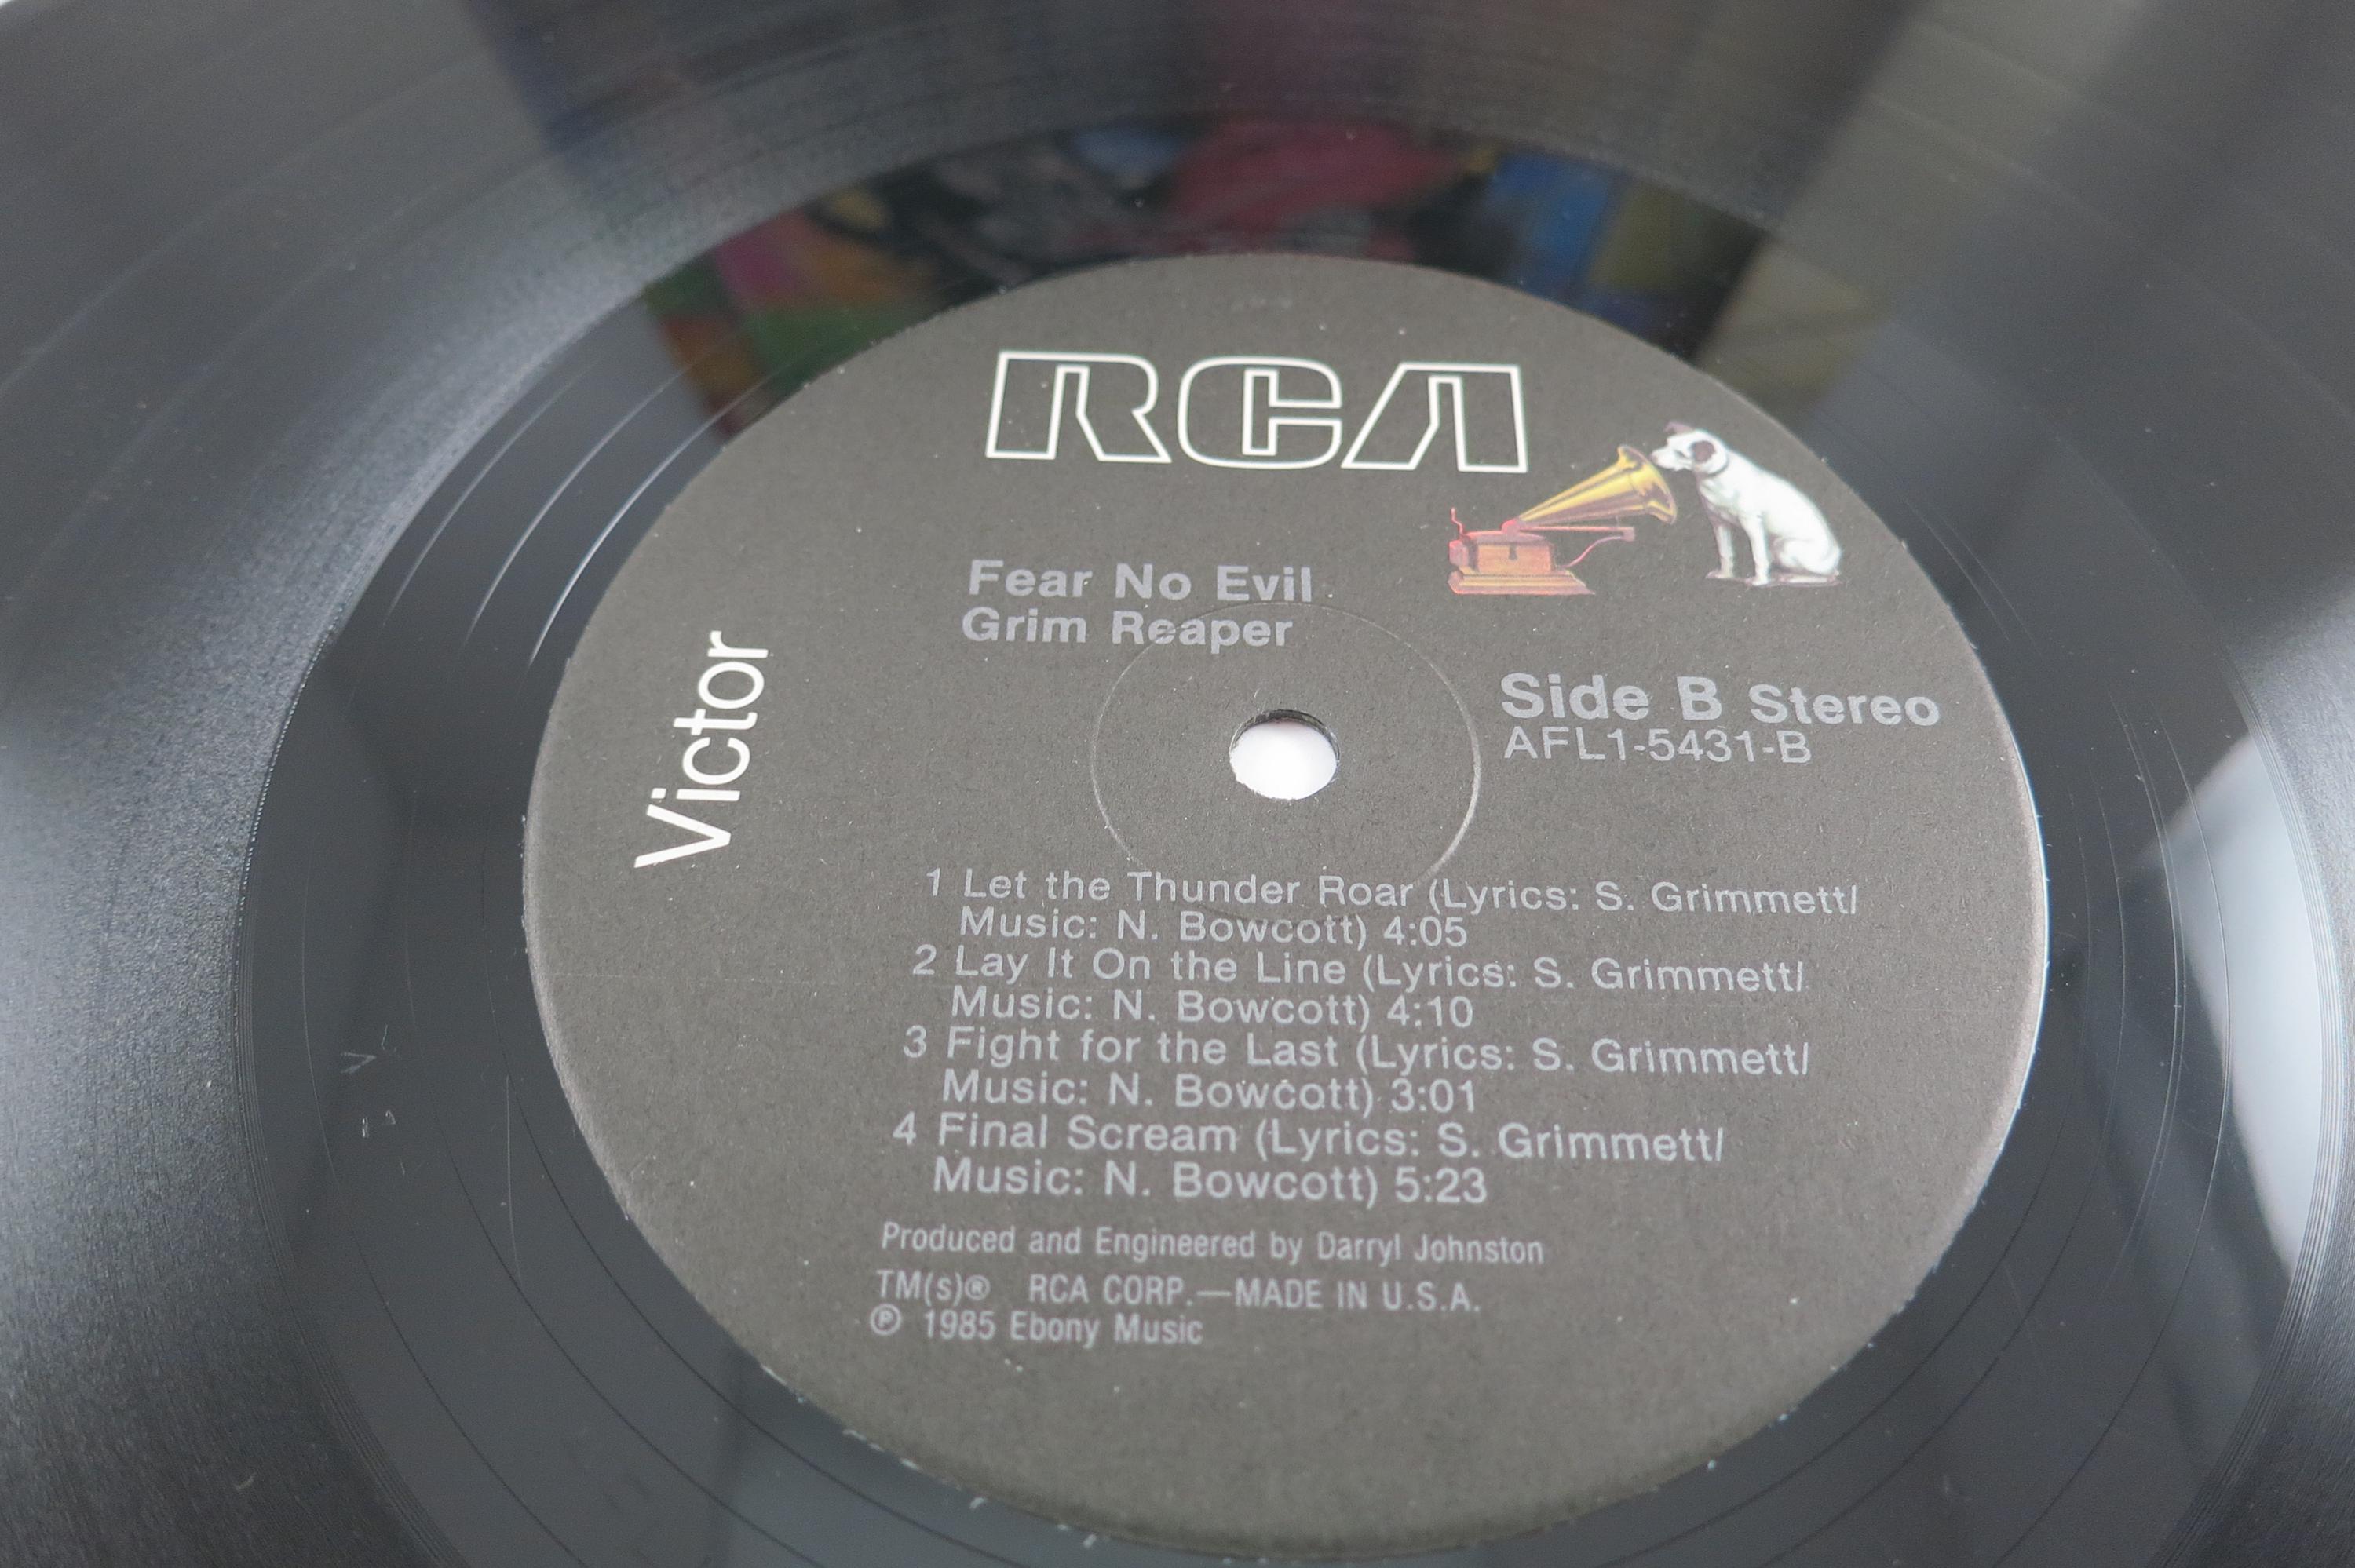 RCA
Victor
Fear No Evil
Grim Reaper
Side B Stereo
AFL1-5431-B
1 Let the Thunder Roar (Lyrics: S. Grimmett/
Music: N. Bowcott) 4:05
2 Lay It On the Line (Lyrics: S. Grimmett/
Music: N. Bowcott) 4:10
3 Fight for the Last (Lyrics: S. Grimmett/
Music: N. Bowcott) 3:01
4 Final Scream (Lyrics: S. Grimmett/
Music: N. Bowcott) 5:23
Produced and Engineered by Darryl Johnston
TM(s)® RCA CORP.—MADE IN U.S.A.
℗ 1985 Ebony Music